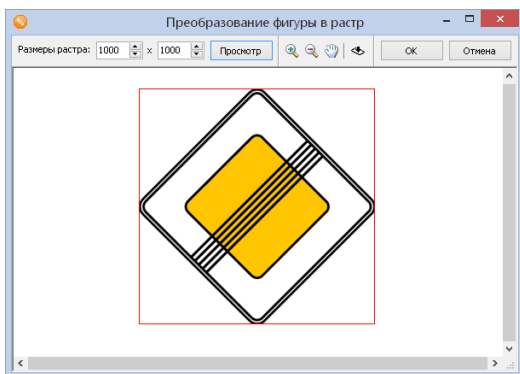 Преобразование фигуры в растр
Размеры растра: 1000 x 1000 Просмотр OK Отмена